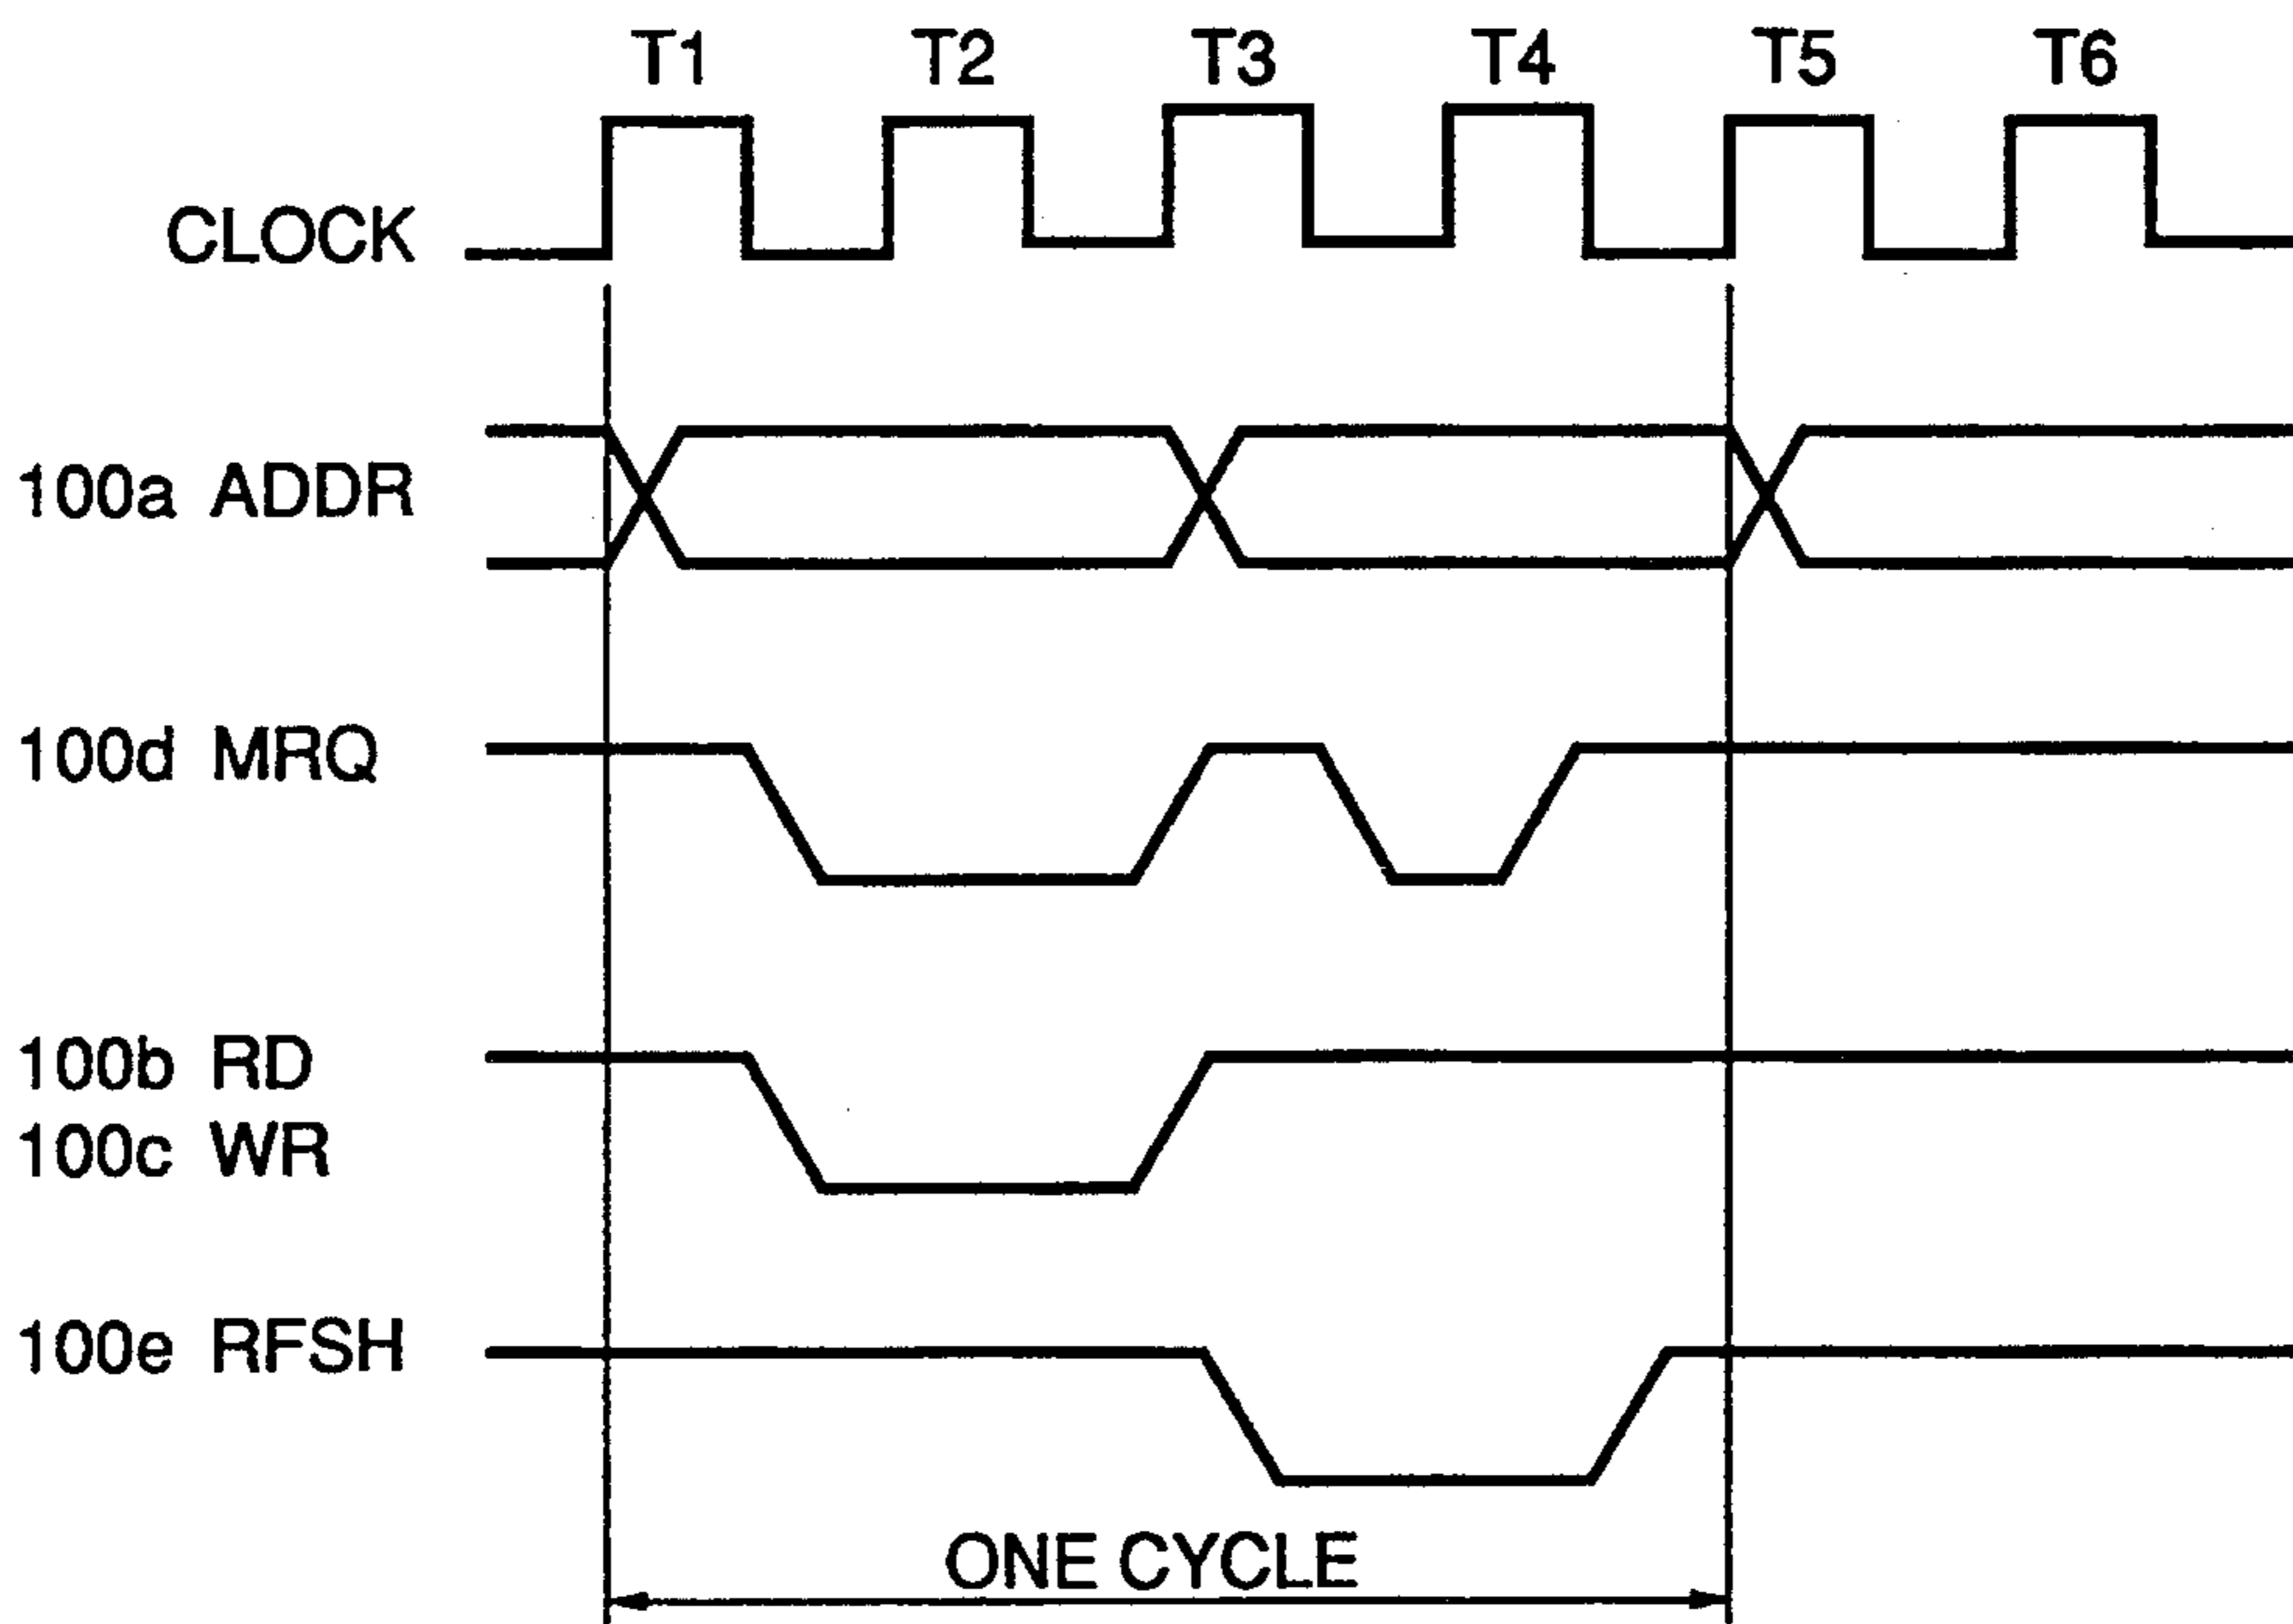 T1 T2 T3 T4 T5 T6
CLOCK
100a ADDR
100d MRQ
100b RD
100c WR
100e RFSH
ONE CYCLE